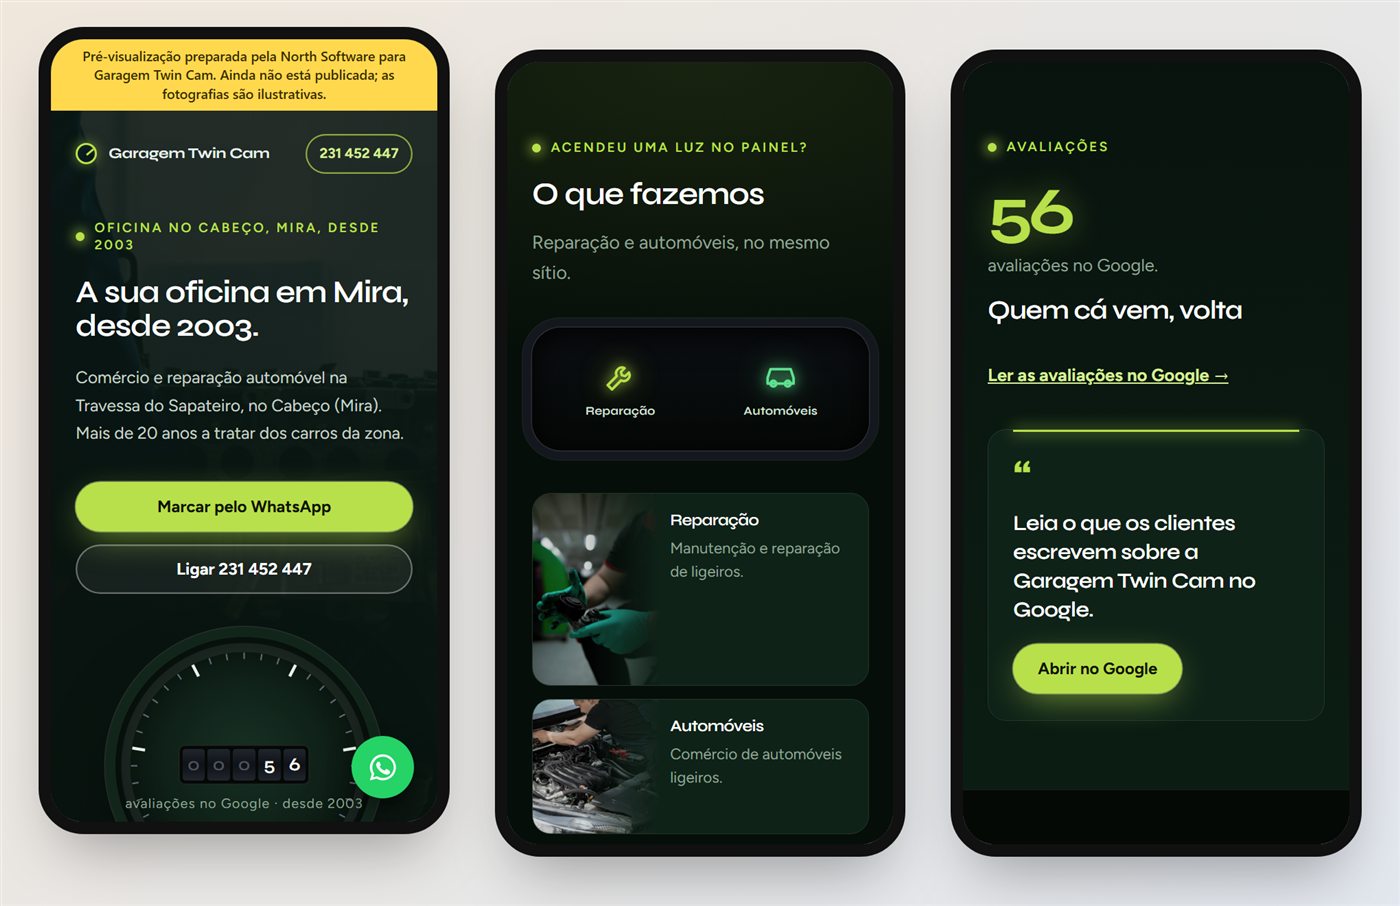 Pré-visualização preparada pela North Software para
Garagem Twin Cam. Ainda não está publicada; as
fotografias são ilustrativas.
Garagem Twin Cam
231 452 447
OFICINA NO CABEÇO, MIRA, DESDE
2003
A sua oficina em Mira,
desde 2003.
Comércio e reparação automóvel na
Travessa do Sapateiro, no Cabeço (Mira).
Mais de 20 anos a tratar dos carros da zona.
Marcar pelo WhatsApp
Ligar 231 452 447
00056
avaliações no Google · desde 2003
ACENDEU UMA LUZ NO PAINEL?
O que fazemos
Reparação e automóveis, no mesmo
sítio.
Reparação
Automóveis
Reparação
Manutenção e reparação
de ligeiros.
Automóveis
Comércio de automóveis
ligeiros.
AVALIAÇÕES
56
avaliações no Google.
Quem cá vem, volta
Ler as avaliações no Google →
“
Leia o que os clientes
escrevem sobre a
Garagem Twin Cam no
Google.
Abrir no Google